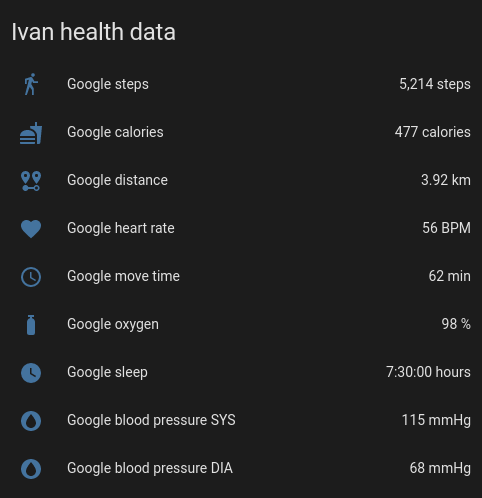 Ivan health data
Google steps 5,214 steps
Google calories 477 calories
Google distance 3.92 km
Google heart rate 56 BPM
Google move time 62 min
Google oxygen 98 %
Google sleep 7:30:00 hours
Google blood pressure SYS 115 mmHg
Google blood pressure DIA 68 mmHg